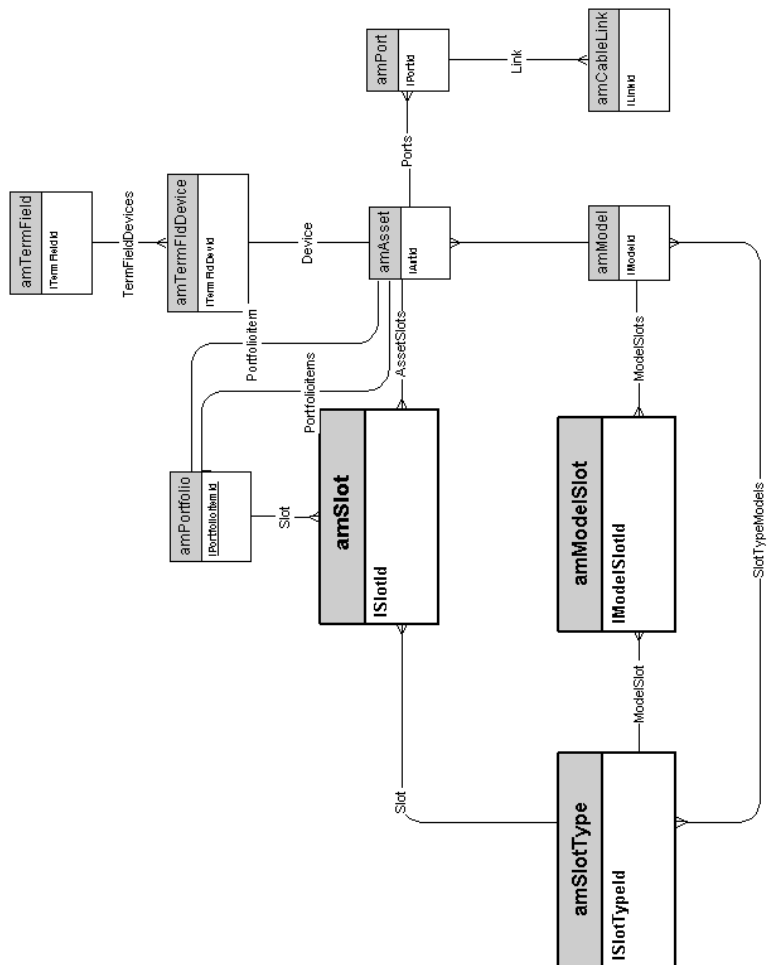 amTermField
lTermFieldId
TermFieldDevices
amTermFldDevice
lTermFldDevId
Device
amPort
lPortId
Link
amCableLink
lLinkId
Ports
amAsset
lAstId
amModel
lModelId
Portfolioitem
Portfolioitems
AssetSlots
ModelSlots
amPortfolio
lPortfolioItemId
Slot
amSlot
lSlotId
amModelSlot
lModelSlotId
SlotTypeModels
ModelSlot
Slot
amSlotType
lSlotTypeId